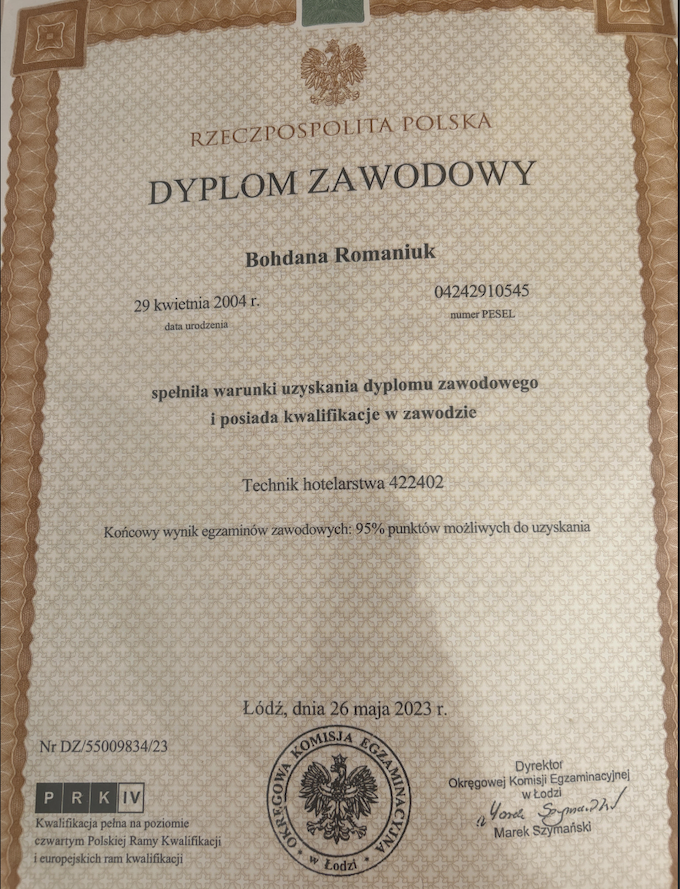 RZECZPOSPOLITA POLSKA
DYPLOM ZAWODOWY
Bohdana Romaniuk
29 kwietnia 2004 r.
data urodzenia
04242910545
numer PESEL
spełniła warunki uzyskania dyplomu zawodowego
i posiada kwalifikacje w zawodzie
Technik hotelarstwa 422402
Końcowy wynik egzaminów zawodowych: 95% punktów możliwych do uzyskania
Łódź, dnia 26 maja 2023 r.
Nr DZ/55009834/23
PRK IV
Kwalifikacja pełna na poziomie
czwartym Polskiej Ramy Kwalifikacji
i europejskich ram kwalifikacji
OKRĘGOWA KOMISJA EGZAMINACYJNA
w Łodzi
Dyrektor
Okręgowej Komisji Egzaminacyjnej
w Łodzi
Marek Szymański